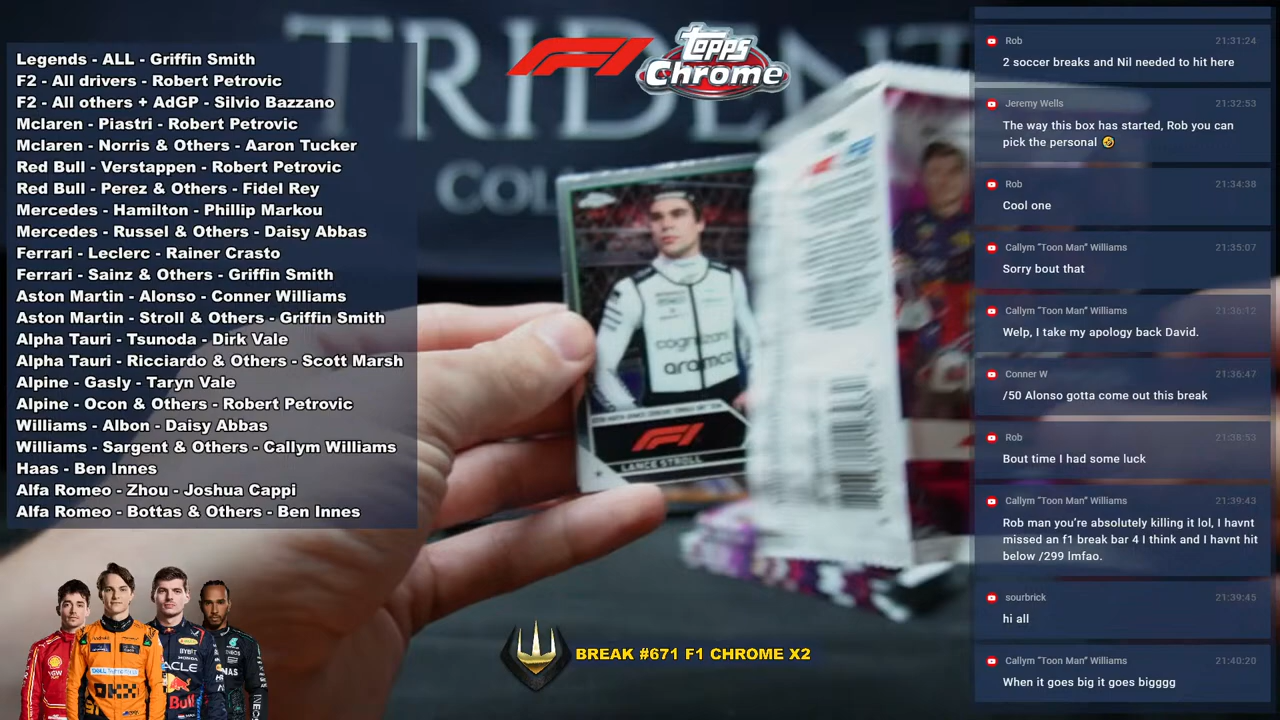 Legends - ALL - Griffin Smith
F2 - All drivers - Robert Petrovic
F2 - All others + AdGP - Silvio Bazzano
Mclaren - Piastri - Robert Petrovic
Mclaren - Norris & Others - Aaron Tucker
Red Bull - Verstappen - Robert Petrovic
Red Bull - Perez & Others - Fidel Rey
Mercedes - Hamilton - Phillip Markou
Mercedes - Russel & Others - Daisy Abbas
Ferrari - Leclerc - Rainer Crasto
Ferrari - Sainz & Others - Griffin Smith
Aston Martin - Alonso - Conner Williams
Aston Martin - Stroll & Others - Griffin Smith
Alpha Tauri - Tsunoda - Dirk Vale
Alpha Tauri - Ricciardo & Others - Scott Marsh
Alpine - Gasly - Taryn Vale
Alpine - Ocon & Others - Robert Petrovic
Williams - Albon - Daisy Abbas
Williams - Sargent & Others - Callym Williams
Haas - Ben Innes
Alfa Romeo - Zhou - Joshua Cappi
Alfa Romeo - Bottas & Others - Ben Innes
F1
Topps
Chrome
TRIDEN
COL
cognizant
aramco
F1
LANCE STROLL
BREAK #671 F1 CHROME X2
Rob 21:31:24
2 soccer breaks and Nil needed to hit here
Jeremy Wells 21:32:53
The way this box has started, Rob you can
pick the personal 🤣
Rob 21:34:38
Cool one
Callym "Toon Man" Williams 21:35:07
Sorry bout that
Callym "Toon Man" Williams 21:36:12
Welp, I take my apology back David.
Conner W 21:36:47
/50 Alonso gotta come out this break
Rob 21:38:53
Bout time I had some luck
Callym "Toon Man" Williams 21:39:43
Rob man you're absolutely killing it lol, I havnt
missed an f1 break bar 4 I think and I havnt hit
below /299 lmfao.
sourbrick 21:39:45
hi all
Callym "Toon Man" Williams 21:40:20
When it goes big it goes bigggg